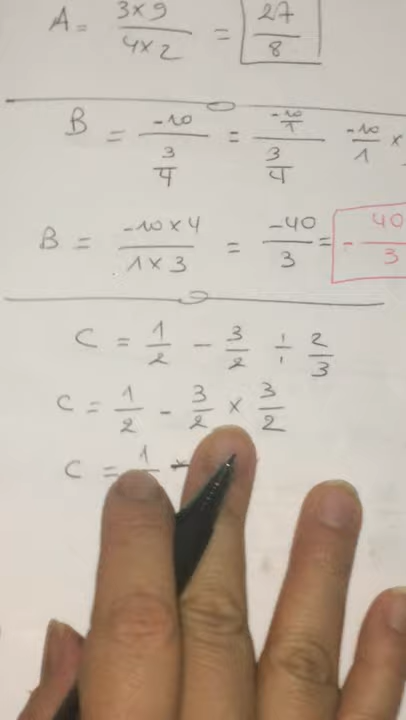 A = 3×9/4×2 = 27/8
B = -10/(3/4) = (-10/1)/(3/4) -10/1 ×
B = -10×4/1×3 = -40/3 = -40/3
C = 1/2 - 3/2 ÷ 2/3
C = 1/2 - 3/2 × 3/2
C = 1